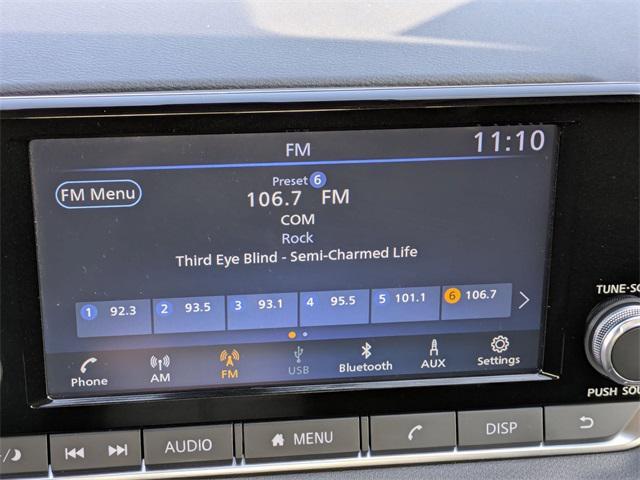 FM
11:10
FM Menu
Preset 6
106.7 FM
COM
Rock
Third Eye Blind - Semi-Charmed Life
1 92.3 2 93.5 3 93.1 4 95.5 5 101.1 6 106.7
Phone AM FM USB Bluetooth AUX Settings
TUNE-SC
PUSH SOU
AUDIO MENU DISP